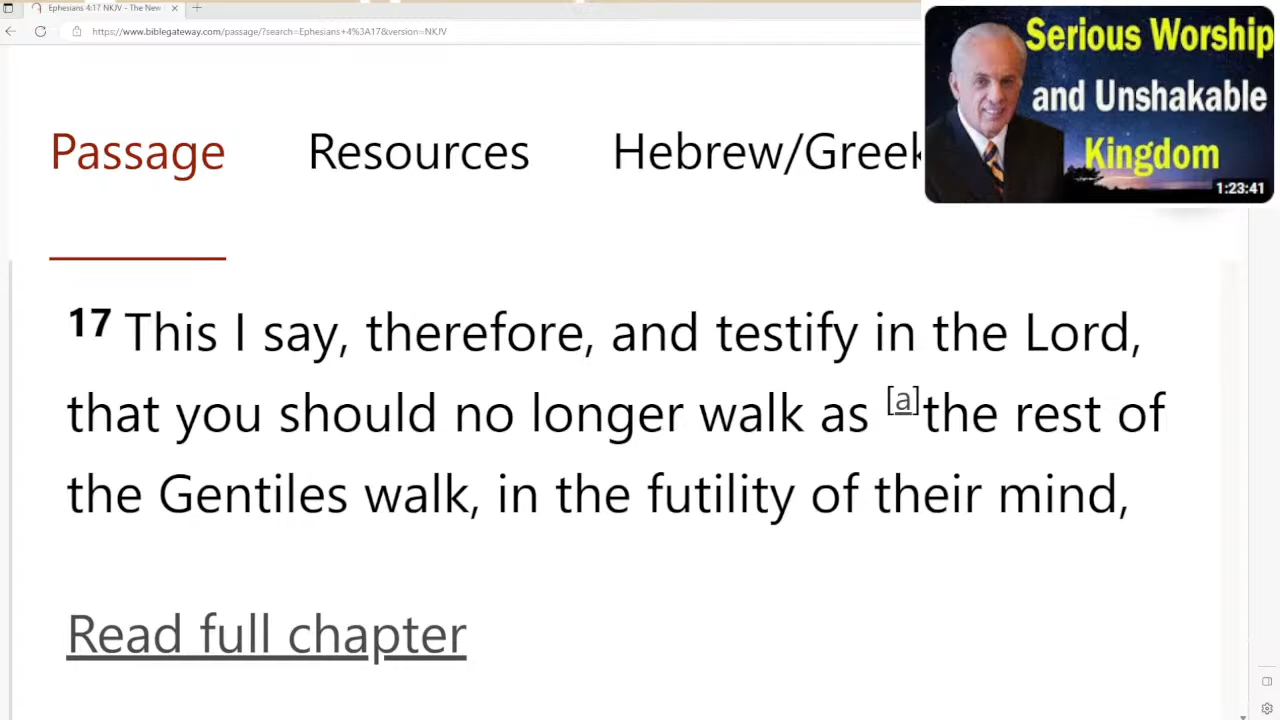 Ephesians 4:17 NKJV - The New
https://www.biblegateway.com/passage/?search=Ephesians+4%3A17&version=NKJV
Serious Worship
and Unshakable
Kingdom
1:23:41
Passage
Resources
Hebrew/Greek
17 This I say, therefore, and testify in the Lord,
that you should no longer walk as [a]the rest of
the Gentiles walk, in the futility of their mind,
Read full chapter